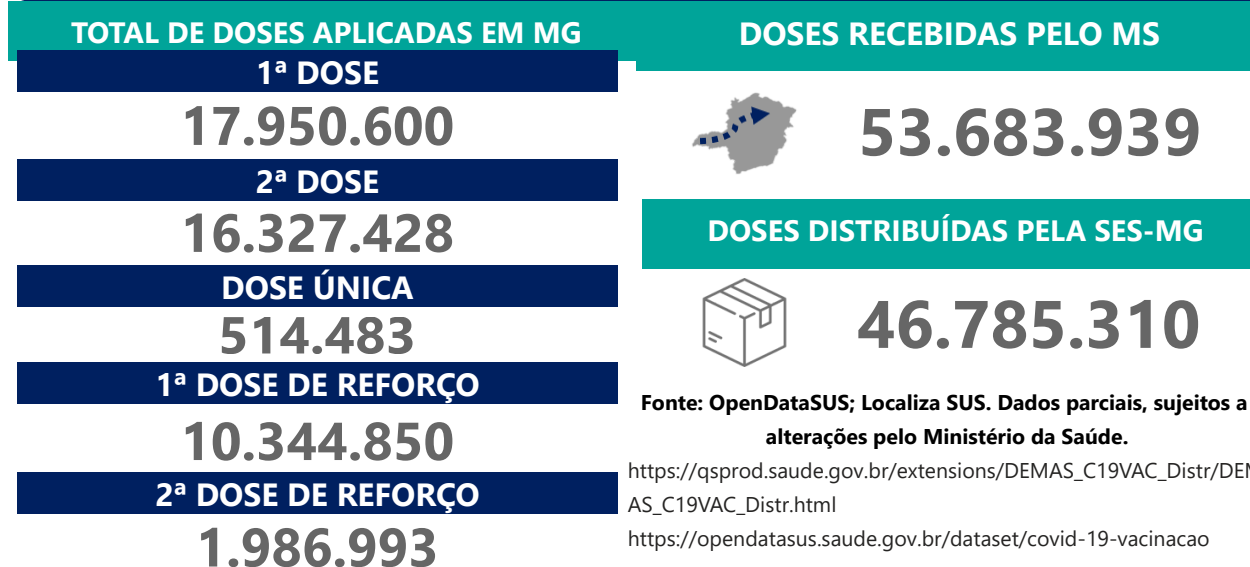 TOTAL DE DOSES APLICADAS EM MG
1ª DOSE
17.950.600
2ª DOSE
16.327.428
DOSE ÚNICA
514.483
1ª DOSE DE REFORÇO
10.344.850
2ª DOSE DE REFORÇO
1.986.993
DOSES RECEBIDAS PELO MS
53.683.939
DOSES DISTRIBUÍDAS PELA SES-MG
46.785.310
Fonte: OpenDataSUS; Localiza SUS. Dados parciais, sujeitos a
alterações pelo Ministério da Saúde.
https://qsprod.saude.gov.br/extensions/DEMAS_C19VAC_Distr/DEM
AS_C19VAC_Distr.html
https://opendatasus.saude.gov.br/dataset/covid-19-vacinacao